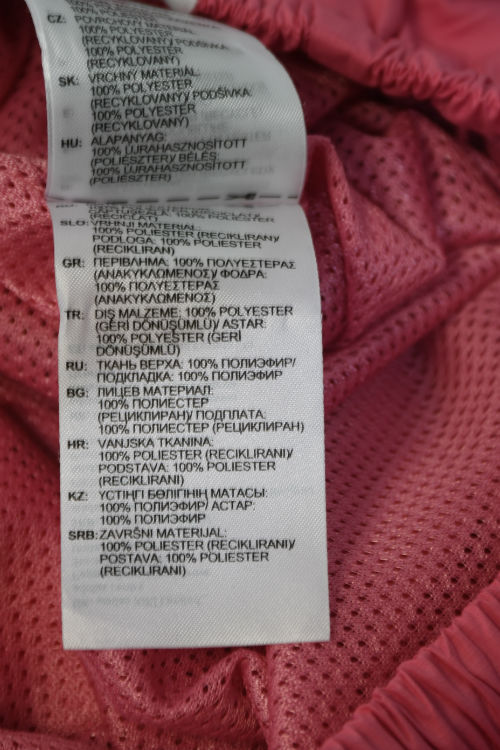 CZ: POVRCHOVÝ MATERIÁL:
100% POLYESTER
(RECYKLOVANÝ)/ PODŠÍVKA:
100% POLYESTER
(RECYKLOVANÝ)
SK: VRCHNÝ MATERIÁL:
100% POLYESTER
(RECYKLOVANÝ)/ PODŠÍVKA:
100% POLYESTER
(RECYKLOVANÝ)
HU: ALAPANYAG:
100% ÚJRAHASZNOSÍTOTT
(POLIÉSZTER)/ BÉLÉS:
100% ÚJRAHASZNOSÍTOTT
(POLIÉSZTER)
(RECICLAT)
SLO: VRHNJI MATERIAL:
100% POLIESTER (RECIKLIRAN)/
PODLOGA: 100% POLIESTER
(RECIKLIRAN)
GR: ΠΕΡΙΒΛΗΜΑ: 100% ΠΟΛΥΕΣΤΕΡΑΣ
(ΑΝΑΚΥΚΛΩΜΕΝΟΣ)/ ΦΟΔΡΑ:
100% ΠΟΛΥΕΣΤΕΡΑΣ
(ΑΝΑΚΥΚΛΩΜΕΝΟΣ)
TR: DIŞ MALZEME: 100% POLYESTER
(GERİ DÖNÜŞÜMLÜ)/ ASTAR:
100% POLYESTER (GERİ
DÖNÜŞÜMLÜ)
RU: ТКАНЬ ВЕРХА: 100% ПОЛИЭФИР/
ПОДКЛАДКА: 100% ПОЛИЭФИР
BG: ЛИЦЕВ МАТЕРИАЛ:
100% ПОЛИЕСТЕР
(РЕЦИКЛИРАН)/ ПОДПЛАТА:
100% ПОЛИЕСТЕР (РЕЦИКЛИРАН)
HR: VANJSKA TKANINA:
100% POLIESTER (RECIKLIRANI)/
PODSTAVA: 100% POLIESTER
(RECIKLIRANI)
KZ: ҮСТІҢГІ БӨЛІГІНІҢ МАТАСЫ:
100% ПОЛИЭФИР/ АСТАР:
100% ПОЛИЭФИР
SRB: ZAVRŠNI MATERIJAL:
100% POLIESTER (RECIKLIRANI)/
POSTAVA: 100% POLIESTER
(RECIKLIRANI)